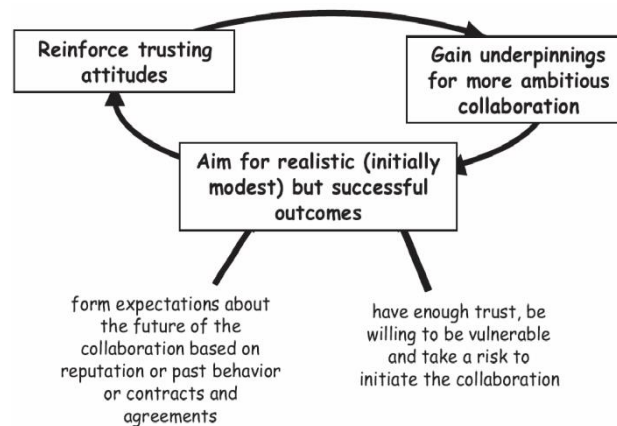 Reinforce trusting
attitudes
Gain underpinnings
for more ambitious
collaboration
Aim for realistic (initially
modest) but successful
outcomes
form expectations about
the future of the
collaboration based on
reputation or past behavior
or contracts and
agreements
have enough trust, be
willing to be vulnerable
and take a risk to
initiate the collaboration